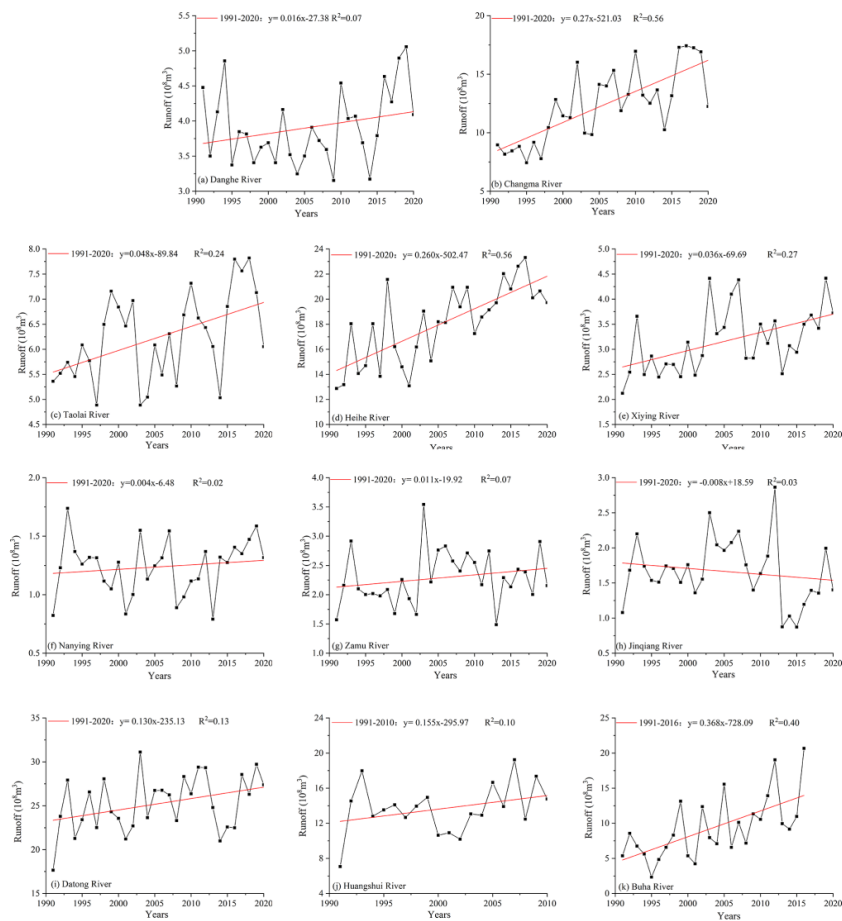 1991-2020：y= 0.016x-27.38 R²=0.07
5.5
5.0
4.5
4.0
3.5
3.0
Runoff (10⁸m³)
(a) Danghe River
1990 1995 2000 2005 2010 2015 2020
Years
1991-2020：y= 0.27x-521.03 R²=0.56
20
15
10
5
Runoff (10⁸m³)
(b) Changma River
1990 1995 2000 2005 2010 2015 2020
Years
1991-2020：y=0.048x-89.84 R²=0.24
8.0
7.5
7.0
6.5
6.0
5.5
5.0
4.5
Runoff (10⁸m³)
(c) Taolai River
1990 1995 2000 2005 2010 2015 2020
Years
1991-2020：y= 0.260x-502.47 R²=0.56
24
22
20
18
16
14
12
10
Runoff (10⁸m³)
(d) Heihe River
1990 1995 2000 2005 2010 2015 2020
Years
1991-2020：y=0.036x-69.69 R²=0.27
5.0
4.5
4.0
3.5
3.0
2.5
2.0
1.5
Runoff (10⁸m³)
(e) Xiying River
1990 1995 2000 2005 2010 2015 2020
Years
1991-2020：y=0.004x-6.48 R²=0.02
2.0
1.5
1.0
0.5
Runoff (10⁸m³)
(f) Nanying River
1990 1995 2000 2005 2010 2015 2020
Years
1991-2020：y= 0.011x-19.92 R²=0.07
4.0
3.5
3.0
2.5
2.0
1.5
1.0
Runoff (10⁸m³)
(g) Zamu River
1990 1995 2000 2005 2010 2015 2020
Years
1991-2020：y= -0.008x+18.59 R²=0.03
3.0
2.5
2.0
1.5
1.0
0.5
Runoff (10⁸m³)
(h) Jinqiang River
1990 1995 2000 2005 2010 2015 2020
Years
1991-2020：y= 0.130x-235.13 R²=0.13
35
30
25
20
15
Runoff (10⁸m³)
(i) Datong River
1990 1995 2000 2005 2010 2015 2020
Years
1991-2010：y= 0.155x-295.97 R²=0.10
24
20
16
12
8
4
Runoff (10⁸m³)
(j) Huangshui River
1990 1995 2000 2005 2010
Years
1991-2016：y= 0.368x-728.09 R²=0.40
25
20
15
10
5
0
Runoff (10⁸m³)
(k) Buha River
1990 1995 2000 2005 2010 2015 2020
Years